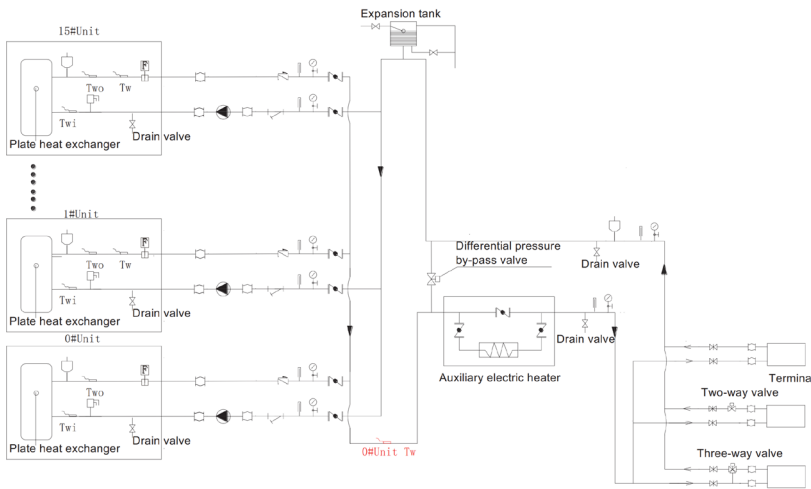 Expansion tank
15#Unit
F
Two
Tw
Twi
Drain valve
Plate heat exchanger
1#Unit
F
Two
Tw
Twi
Drain valve
Plate heat exchanger
Differential pressure
by-pass valve
Drain valve
0#Unit
F
Two
Twi
Drain valve
Plate heat exchanger
0#Unit Tw
Auxiliary electric heater
Drain valve
Termina
Two-way valve
Three-way valve